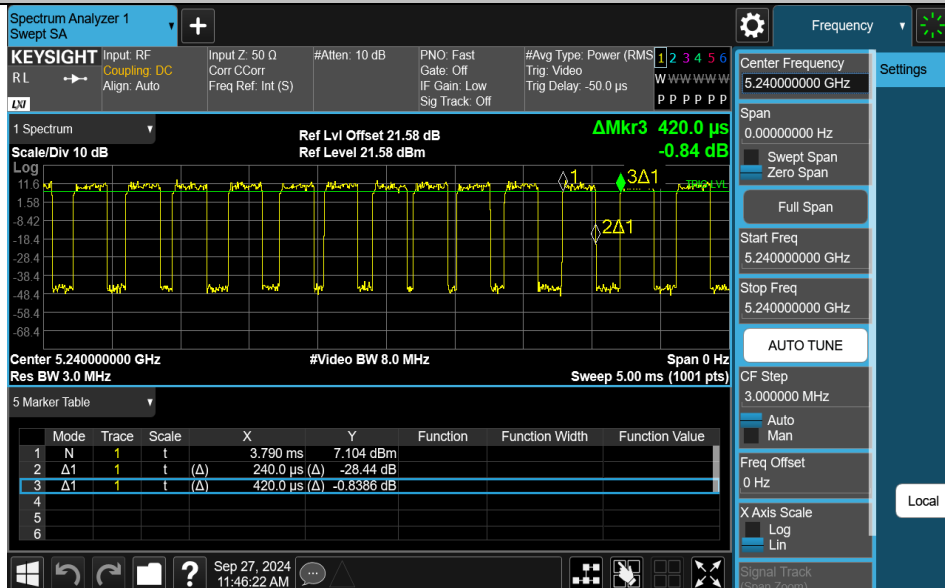 Spectrum Analyzer 1
Swept SA
+
Frequency
KEYSIGHT
RL
LXI
Input: RF
Coupling: DC
Align: Auto
Input Z: 50 Ω
Corr CCorr
Freq Ref: Int (S)
#Atten: 10 dB
PNO: Fast
Gate: Off
IF Gain: Low
Sig Track: Off
#Avg Type: Power (RMS
Trig: Video
Trig Delay: -50.0 µs
1 2 3 4 5 6
W W W W W W
P P P P P P
1 Spectrum
Scale/Div 10 dB
Log
Ref Lvl Offset 21.58 dB
Ref Level 21.58 dBm
ΔMkr3 420.0 µs
-0.84 dB
11.6
1.58
-8.42
-18.4
-28.4
-38.4
-48.4
-58.4
-68.4
1
3Δ1
2Δ1
TRIG LVL
Center 5.240000000 GHz
Res BW 3.0 MHz
#Video BW 8.0 MHz
Span 0 Hz
Sweep 5.00 ms (1001 pts)
5 Marker Table
Mode Trace Scale X Y Function Function Width Function Value
1 N 1 t 3.790 ms 7.104 dBm
2 Δ1 1 t (Δ) 240.0 µs (Δ) -28.44 dB
3 Δ1 1 t (Δ) 420.0 µs (Δ) -0.8386 dB
4
5
6
Sep 27, 2024
11:46:22 AM
?
Center Frequency
5.240000000 GHz
Settings
Span
0.00000000 Hz
Swept Span
Zero Span
Full Span
Start Freq
5.240000000 GHz
Stop Freq
5.240000000 GHz
AUTO TUNE
CF Step
3.000000 MHz
Auto
Man
Freq Offset
0 Hz
X Axis Scale
Log
Lin
Local
Signal Track
(Span Zoom)